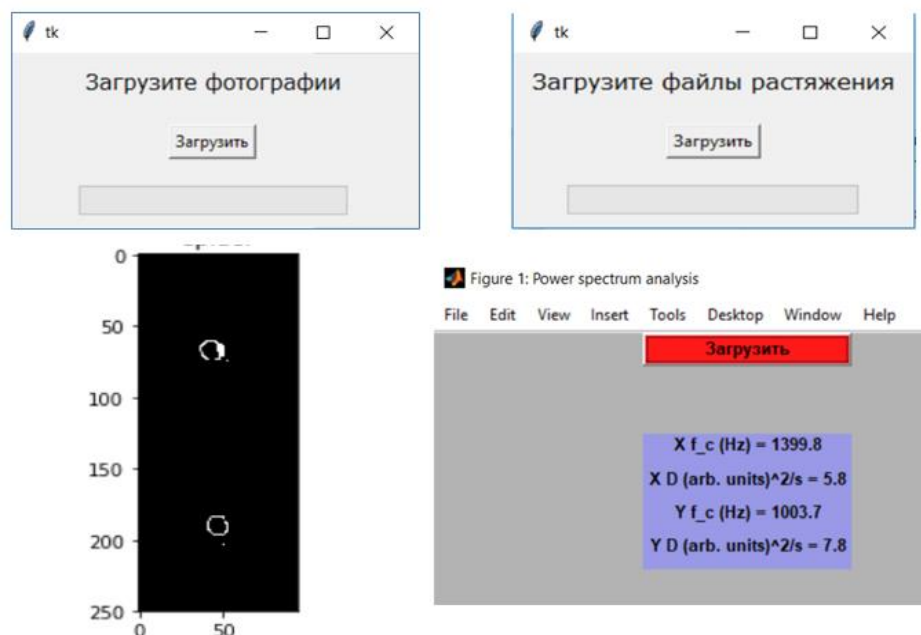 tk
Загрузите фотографии
Загрузить
tk
Загрузите файлы растяжения
Загрузить
0
50
100
150
200
250
0
50
Figure 1: Power spectrum analysis
File Edit View Insert Tools Desktop Window Help
Загрузить
X f_c (Hz) = 1399.8
X D (arb. units)^2/s = 5.8
Y f_c (Hz) = 1003.7
Y D (arb. units)^2/s = 7.8